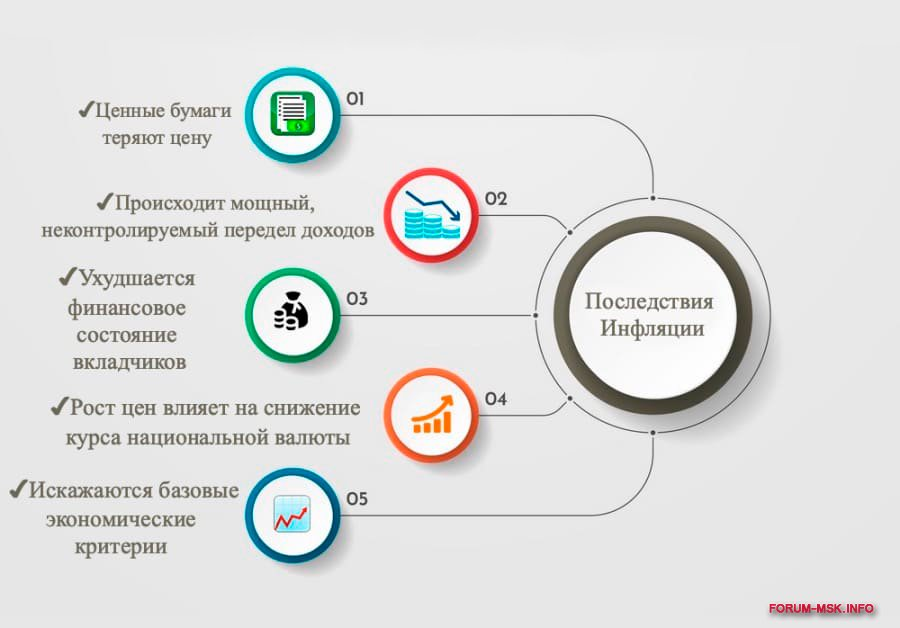 01
✔Ценные бумаги
теряют цену
02
✔Происходит мощный,
неконтролируемый передел доходов
03
✔Ухудшается
финансовое
состояние
вкладчиков
04
✔Рост цен влияет на снижение
курса национальной валюты
05
✔Искажаются базовые
экономические
критерии
Последствия
Инфляции
FORUM-MSK.INFO